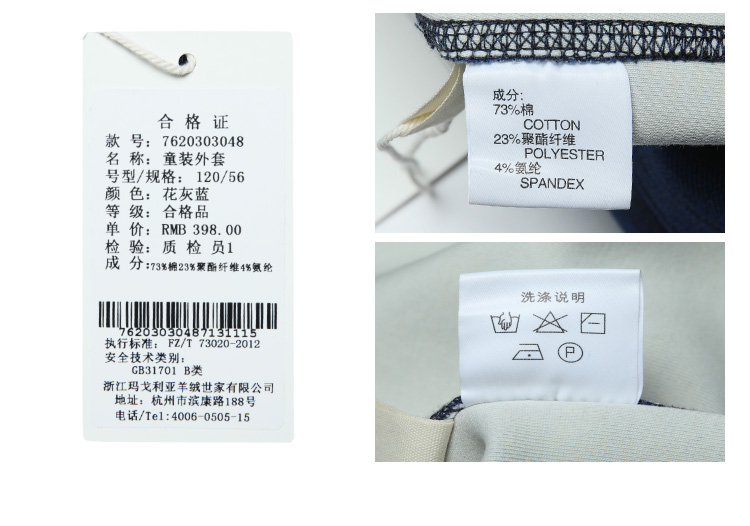 合格证
款 号: 7620303048
名 称: 童装外套
号型/规格: 120/56
颜 色: 花灰蓝
等 级: 合格品
单 价: RMB 398.00
检 验: 质 检 员1
成 分:73%棉23%聚酯纤维4%氨纶
76203030487131115
执行标准: FZ/T 73020-2012
安全技术类别:
GB31701 B类
浙江玛戈利亚羊绒世家有限公司
地址: 杭州市滨康路188号
电话/Tel:4006-0505-15
成分:
73%棉
COTTON
23%聚酯纤维
POLYESTER
4%氨纶
SPANDEX
洗涤说明
P